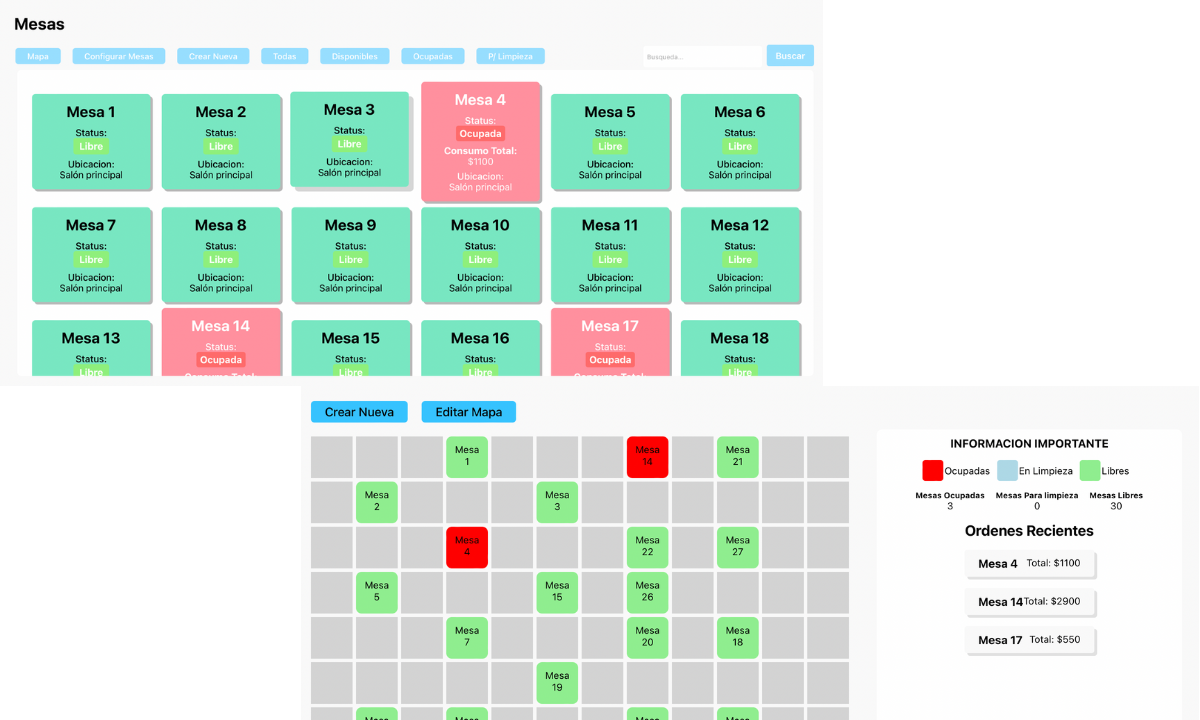 Mesas
Mapa Configurar Mesas Crear Nueva Todas Disponibles Ocupadas P/ Limpieza Busqueda... Buscar
Mesa 1
Status:
Libre
Ubicacion:
Salón principal
Mesa 2
Status:
Libre
Ubicacion:
Salón principal
Mesa 3
Status:
Libre
Ubicacion:
Salón principal
Mesa 4
Status:
Ocupada
Consumo Total:
$1100
Ubicacion:
Salón principal
Mesa 5
Status:
Libre
Ubicacion:
Salón principal
Mesa 6
Status:
Libre
Ubicacion:
Salón principal
Mesa 7
Status:
Libre
Ubicacion:
Salón principal
Mesa 8
Status:
Libre
Ubicacion:
Salón principal
Mesa 9
Status:
Libre
Ubicacion:
Salón principal
Mesa 10
Status:
Libre
Ubicacion:
Salón principal
Mesa 11
Status:
Libre
Ubicacion:
Salón principal
Mesa 12
Status:
Libre
Ubicacion:
Salón principal
Mesa 13
Status:
Libre
Mesa 14
Status:
Ocupada
Consumo Total:
Mesa 15
Status:
Libre
Mesa 16
Status:
Libre
Mesa 17
Status:
Ocupada
Consumo Total:
Mesa 18
Status:
Libre
Crear Nueva Editar Mapa
Mesa
1
Mesa
14
Mesa
21
Mesa
2
Mesa
3
Mesa
4
Mesa
22
Mesa
27
Mesa
5
Mesa
15
Mesa
26
Mesa
7
Mesa
20
Mesa
18
Mesa
19
Mesa
Mesa
Mesa
Mesa
INFORMACION IMPORTANTE
Ocupadas En Limpieza Libres
Mesas Ocupadas
3
Mesas Para limpieza
0
Mesas Libres
30
Ordenes Recientes
Mesa 4 Total: $1100
Mesa 14 Total: $2900
Mesa 17 Total: $550